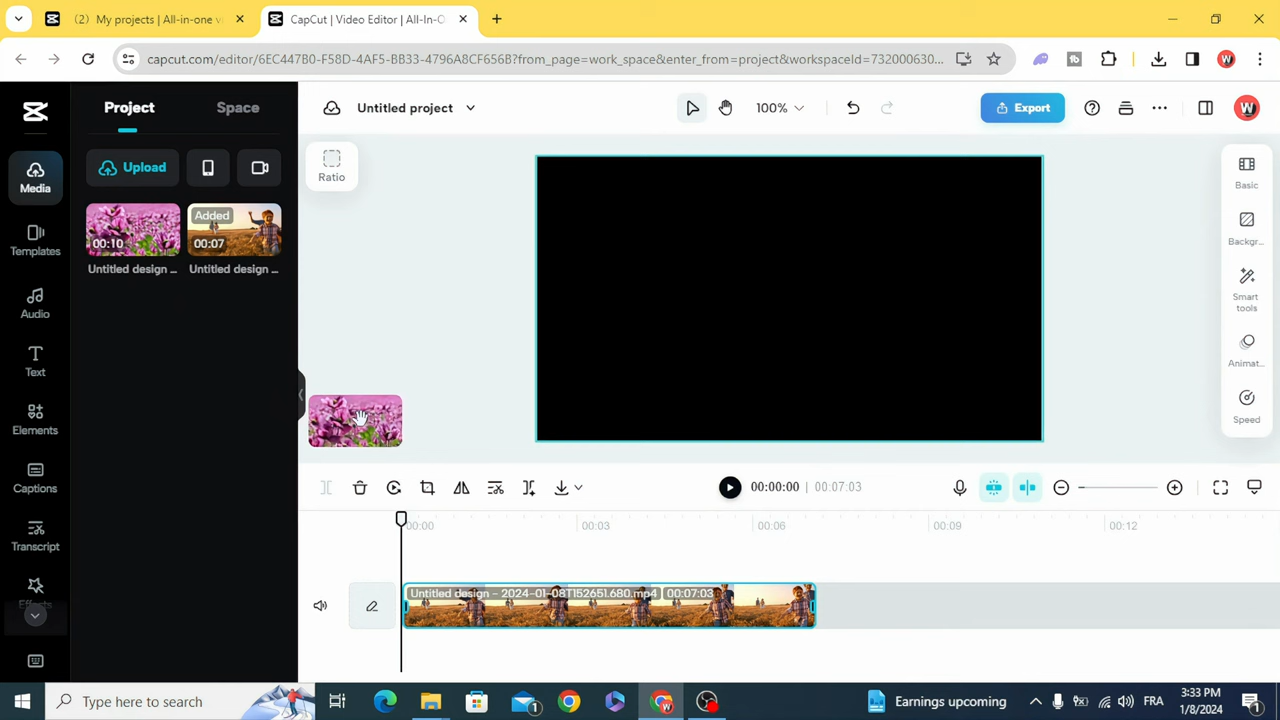 (2) My projects | All-in-one v
CapCut | Video Editor | All-In-O
capcut.com/editor/6EC447B0-F58D-4AF5-BB33-4796A8CF656B?from_page=work_space&enter_from=project&workspaceId=732000630...
W
Project
Space
Untitled project
100%
Export
W
Media
Upload
Ratio
Basic
Added
00:10
00:07
Untitled design ...
Untitled design ...
Templates
Backgr...
Audio
Smart tools
Text
Animat...
Elements
Speed
Captions
00:00:00 | 00:07:03
Transcript
00:00
00:03
00:06
00:09
00:12
Effects
Untitled design - 2024-01-08T152651.680.mp4
00:07:03
Type here to search
1
W
Earnings upcoming
FRA
3:33 PM
1/8/2024
1